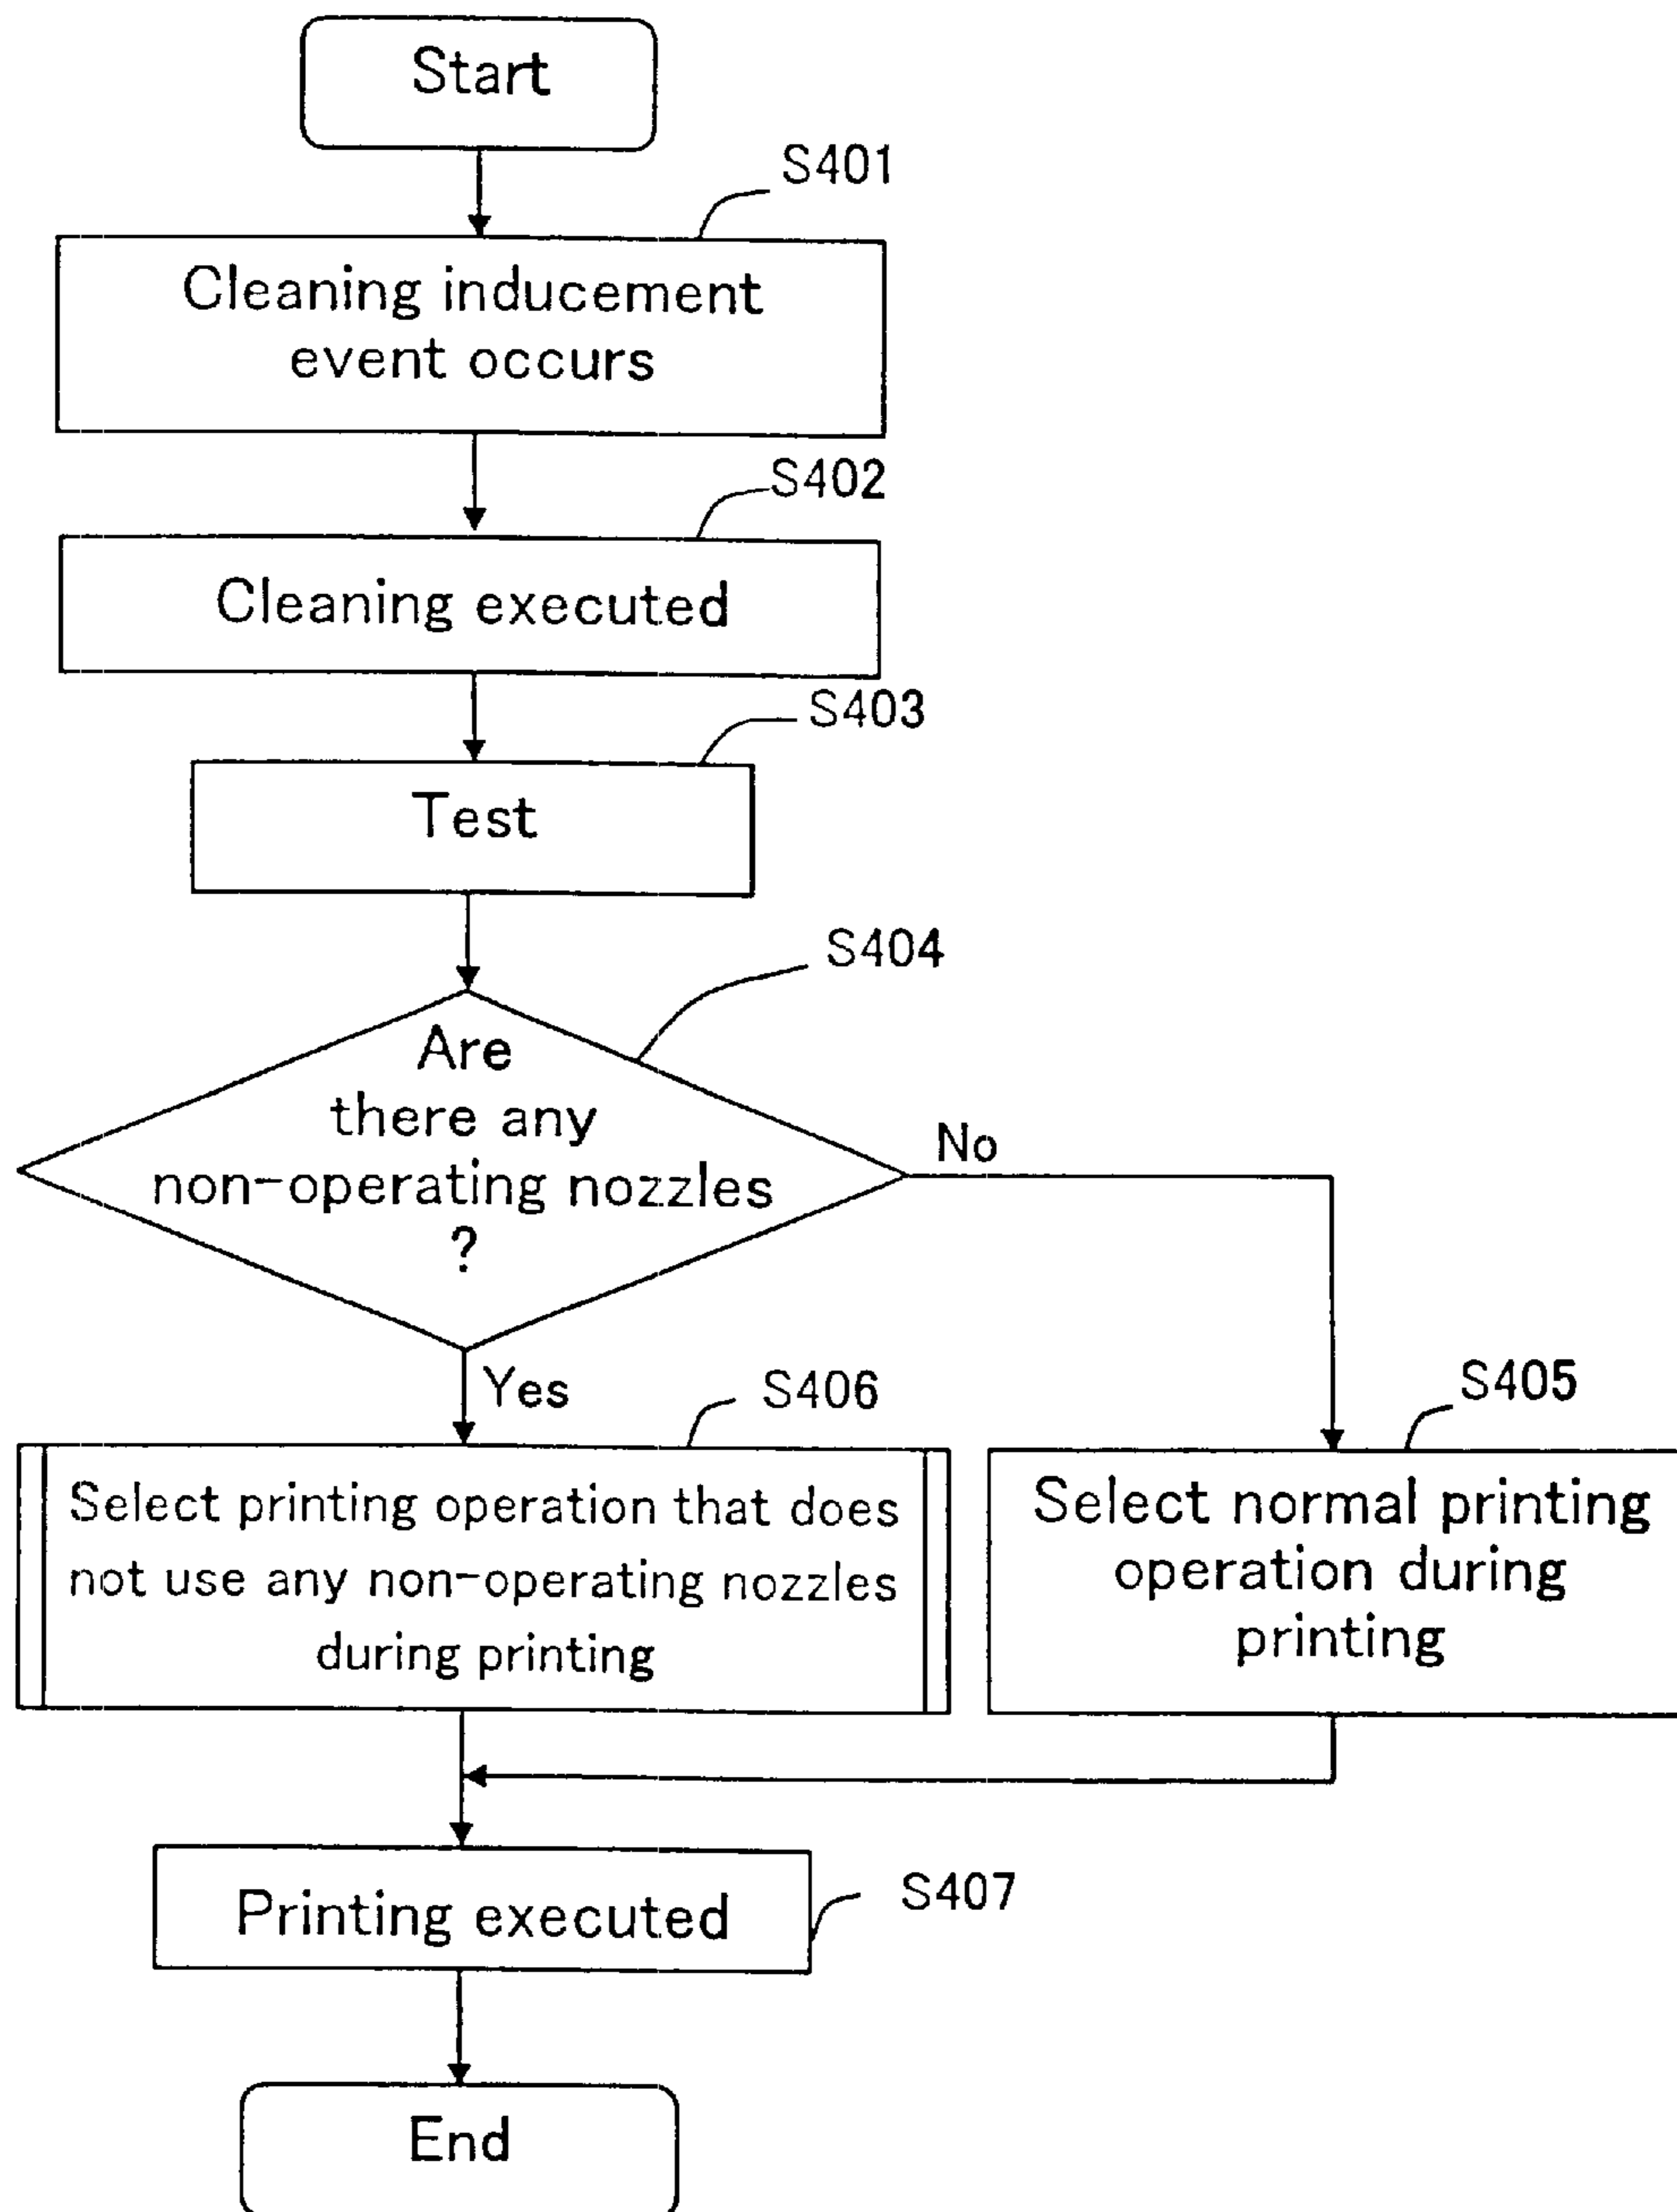 Start
S401
Cleaning inducement
event occurs
S402
Cleaning executed
S403
Test
S404
Are
there any
non-operating nozzles
?
No
Yes
S406
Select printing operation that does
not use any non-operating nozzles
during printing
S405
Select normal printing
operation during
printing
S407
Printing executed
End